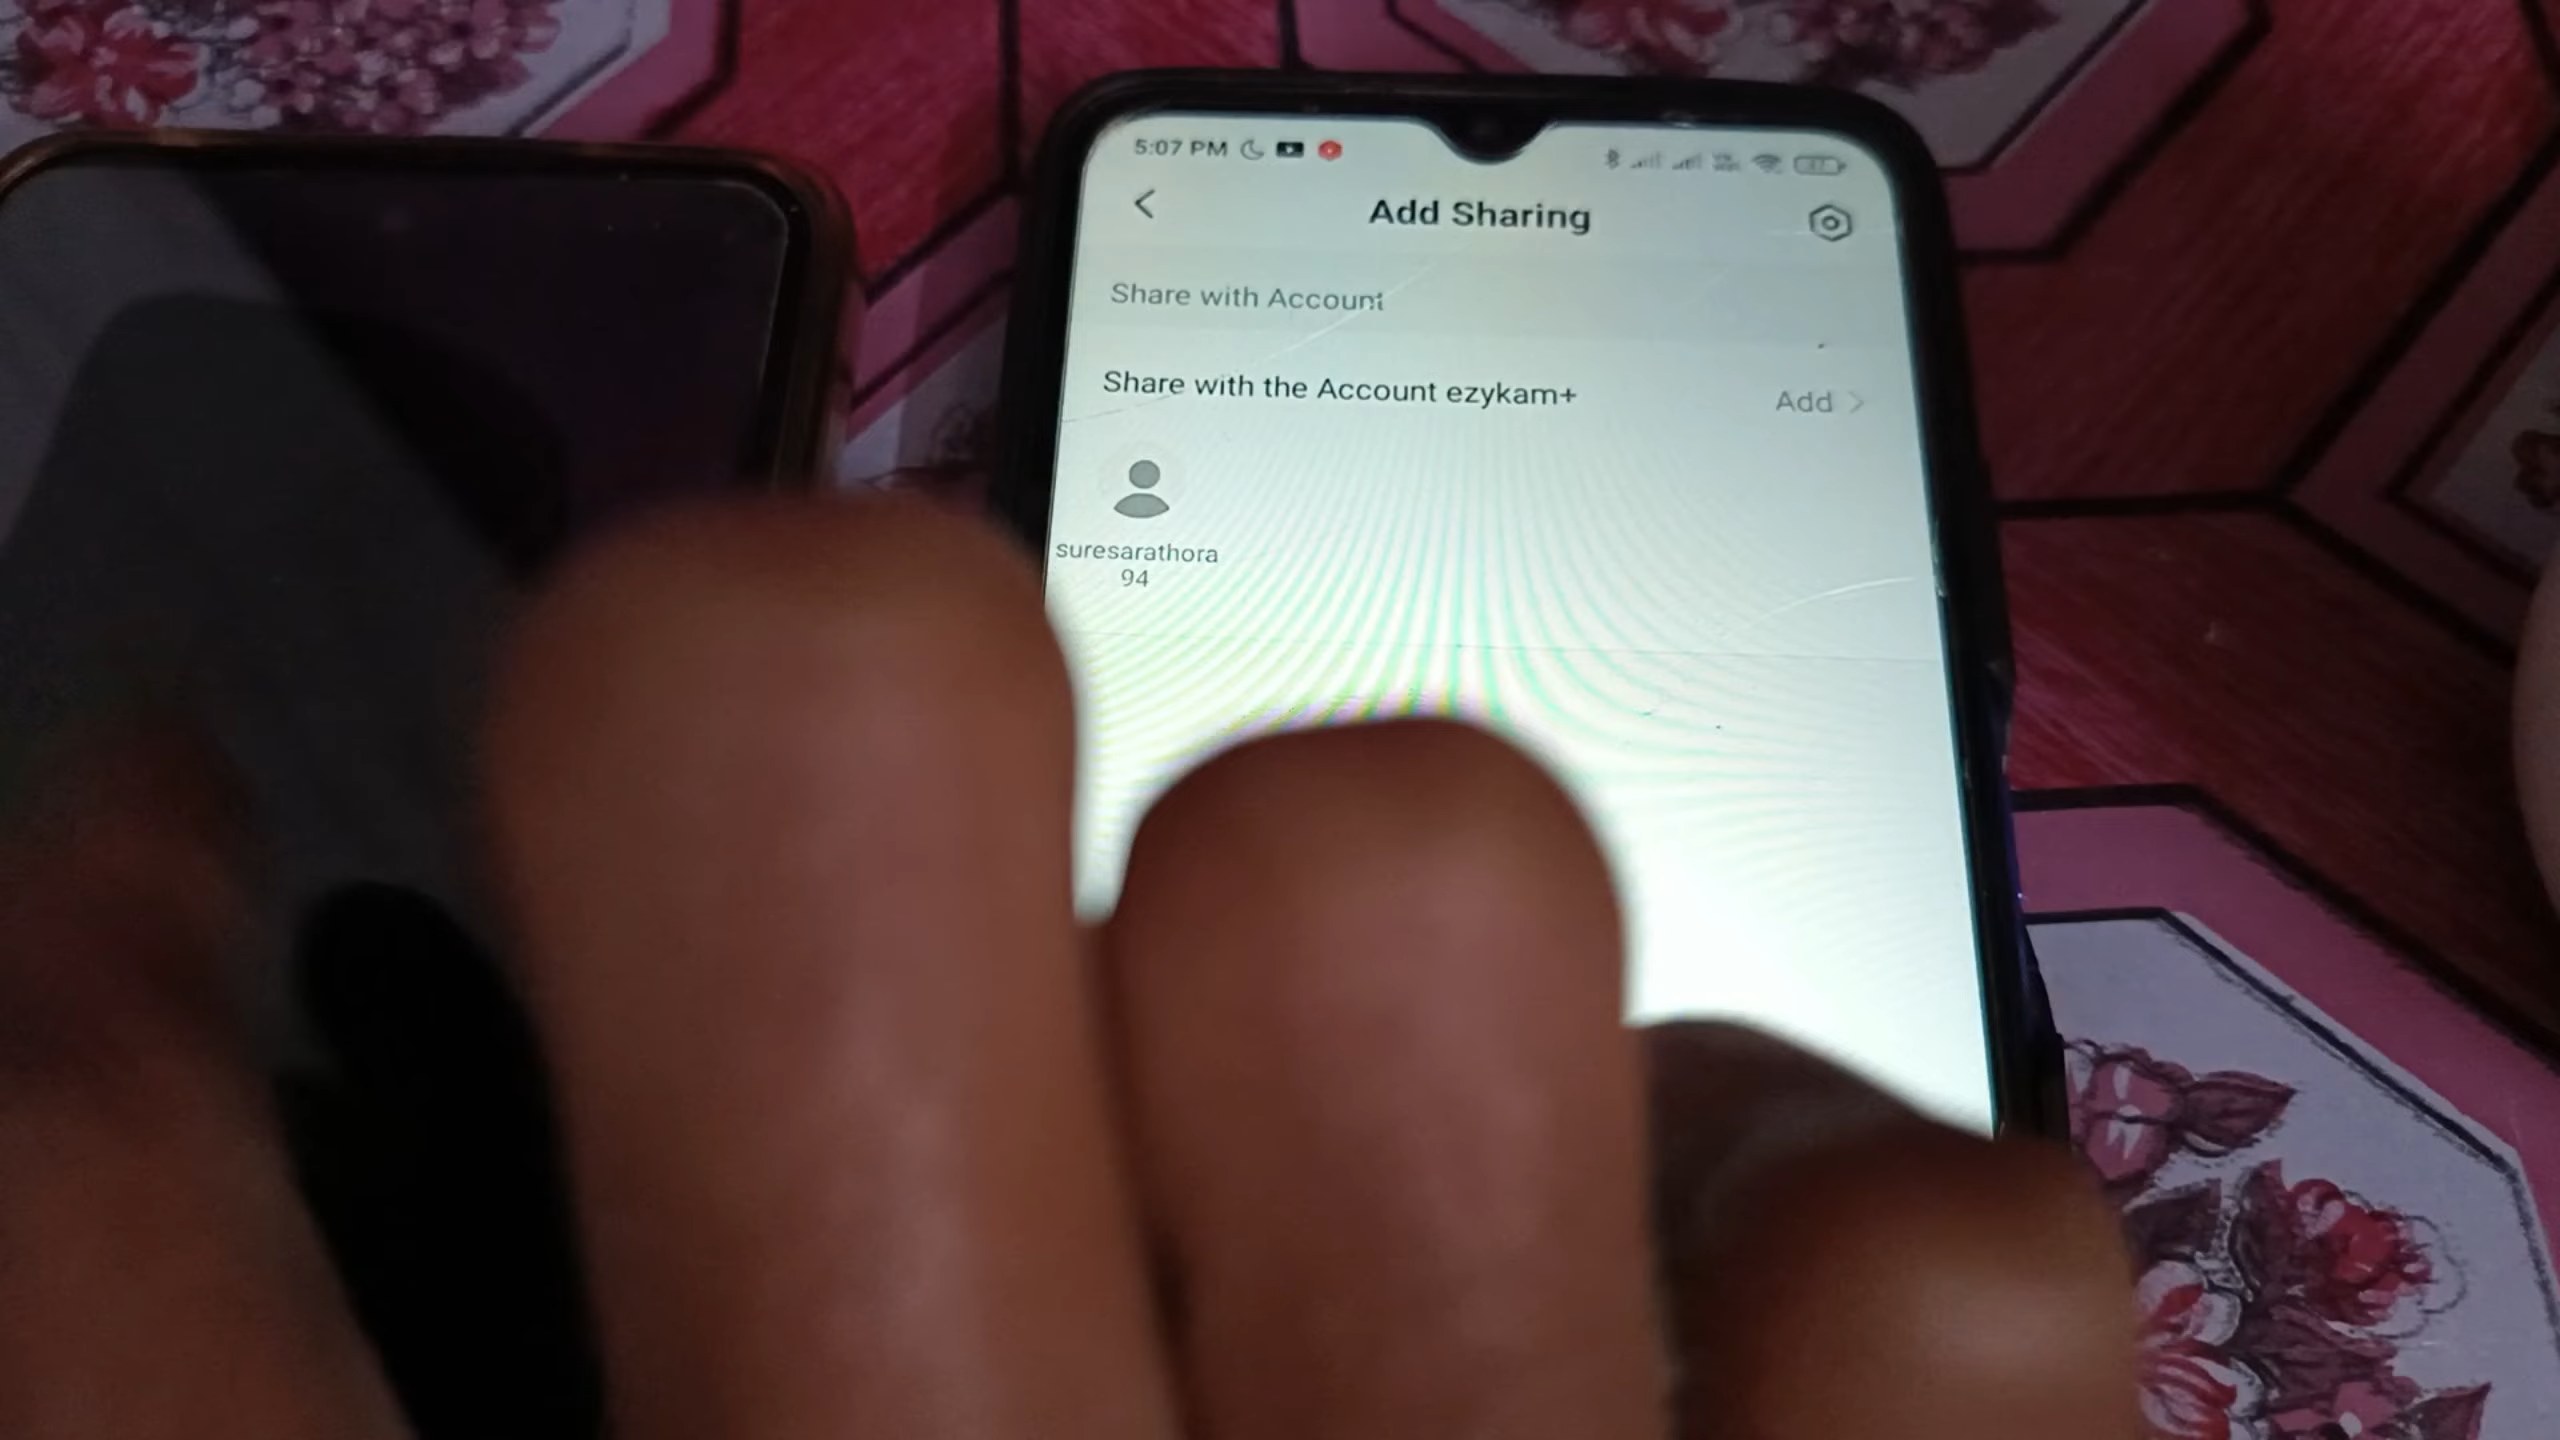 5:07 PM
Add Sharing
Share with Account
Share with the Account ezykam+ Add
suresarathora
94